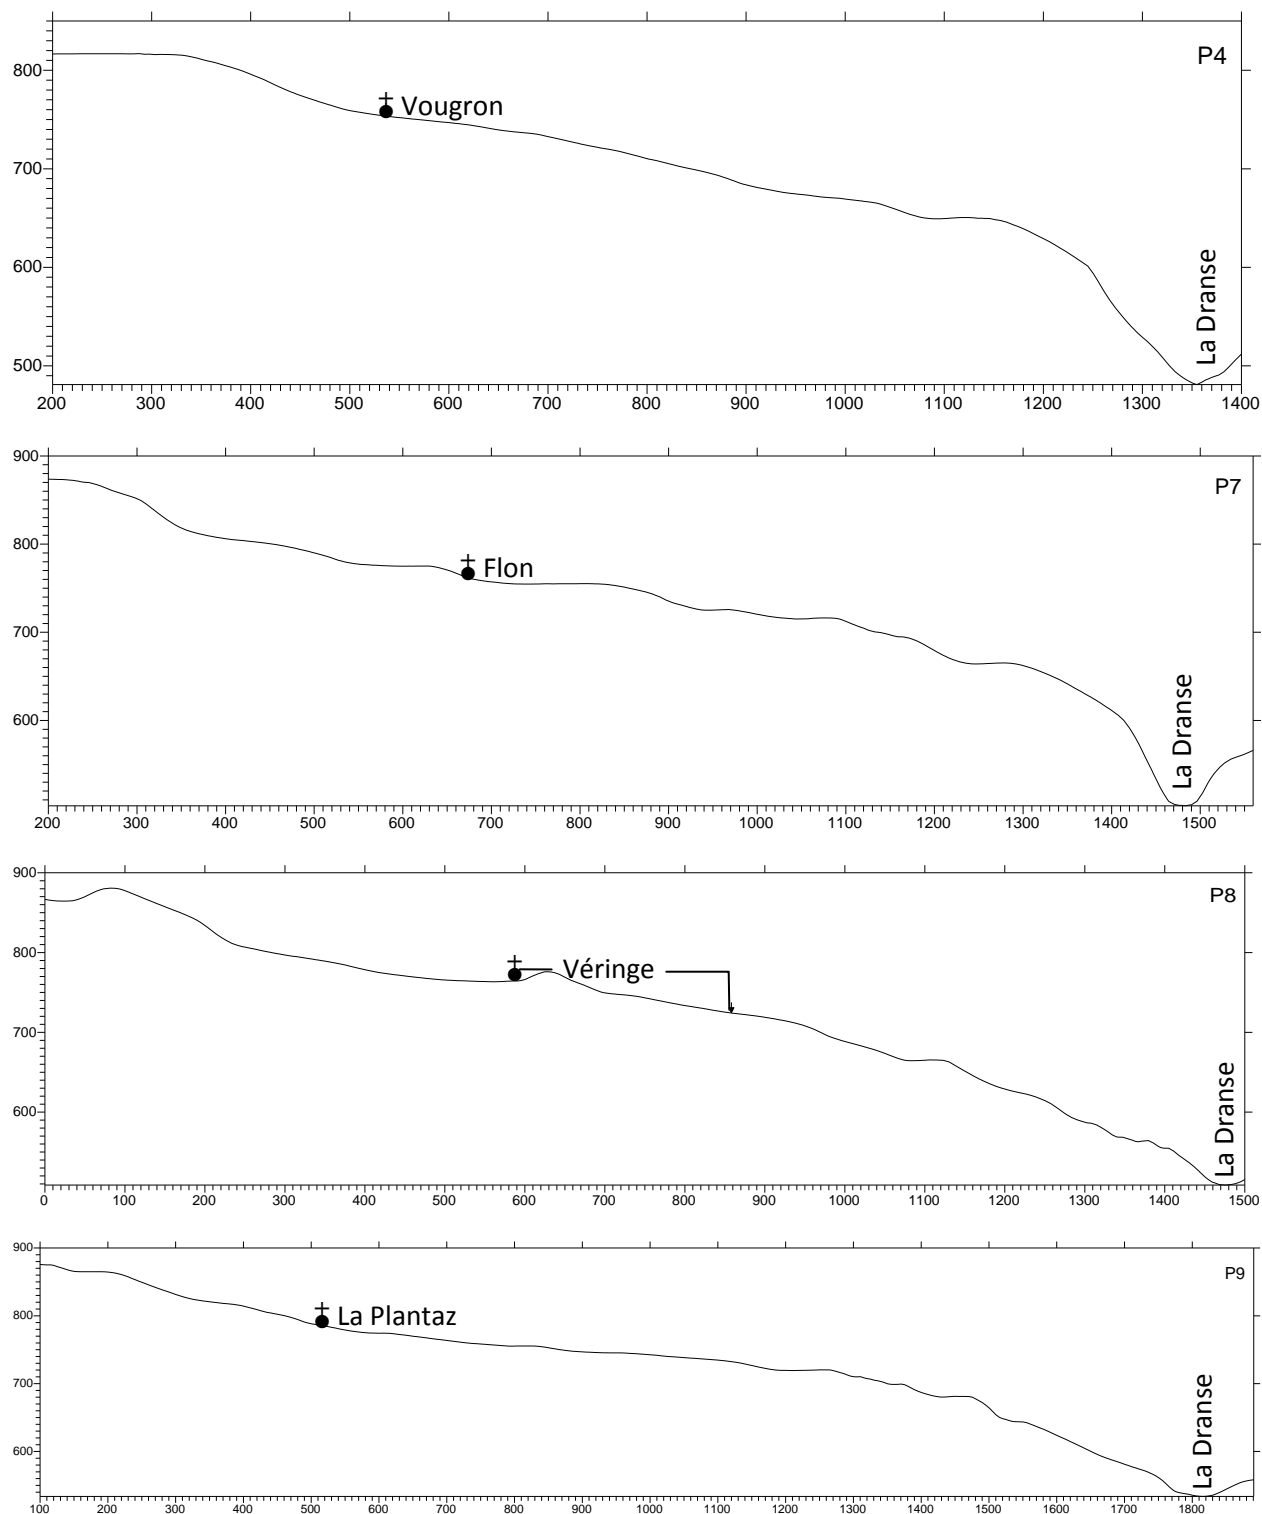 P4
800
Vougron
700
600
La Dranse
500
200 300 400 500 600 700 800 900 1000 1100 1200 1300 1400
900
P7
800
Flon
700
La Dranse
600
200 300 400 500 600 700 800 900 1000 1100 1200 1300 1400 1500
900
P8
800
Véringe
700
La Dranse
600
0 100 200 300 400 500 600 700 800 900 1000 1100 1200 1300 1400 1500
900
P9
800
La Plantaz
700
La Dranse
600
100 200 300 400 500 600 700 800 900 1000 1100 1200 1300 1400 1500 1600 1700 1800